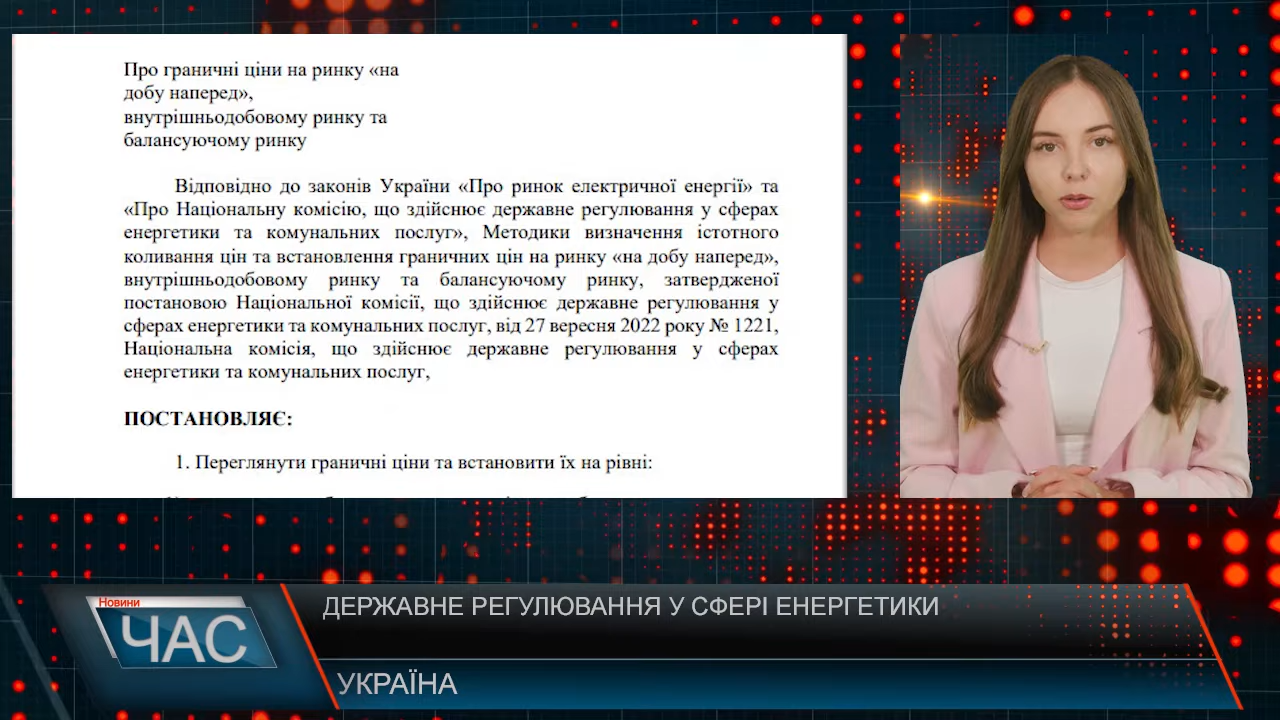 Про граничні ціни на ринку «на
добу наперед»,
внутрішньодобовому ринку та
балансуючому ринку
Відповідно до законів України «Про ринок електричної енергії» та
«Про Національну комісію, що здійснює державне регулювання у сферах
енергетики та комунальних послуг», Методики визначення істотного
коливання цін та встановлення граничних цін на ринку «на добу наперед»,
внутрішньодобовому ринку та балансуючому ринку, затвердженої
постановою Національної комісії, що здійснює державне регулювання у
сферах енергетики та комунальних послуг, від 27 вересня 2022 року № 1221,
Національна комісія, що здійснює державне регулювання у сферах
енергетики та комунальних послуг,
ПОСТАНОВЛЯЄ:
1. Переглянути граничні ціни та встановити їх на рівні:
Новини
ЧАС
ДЕРЖАВНЕ РЕГУЛЮВАННЯ У СФЕРІ ЕНЕРГЕТИКИ
УКРАЇНА